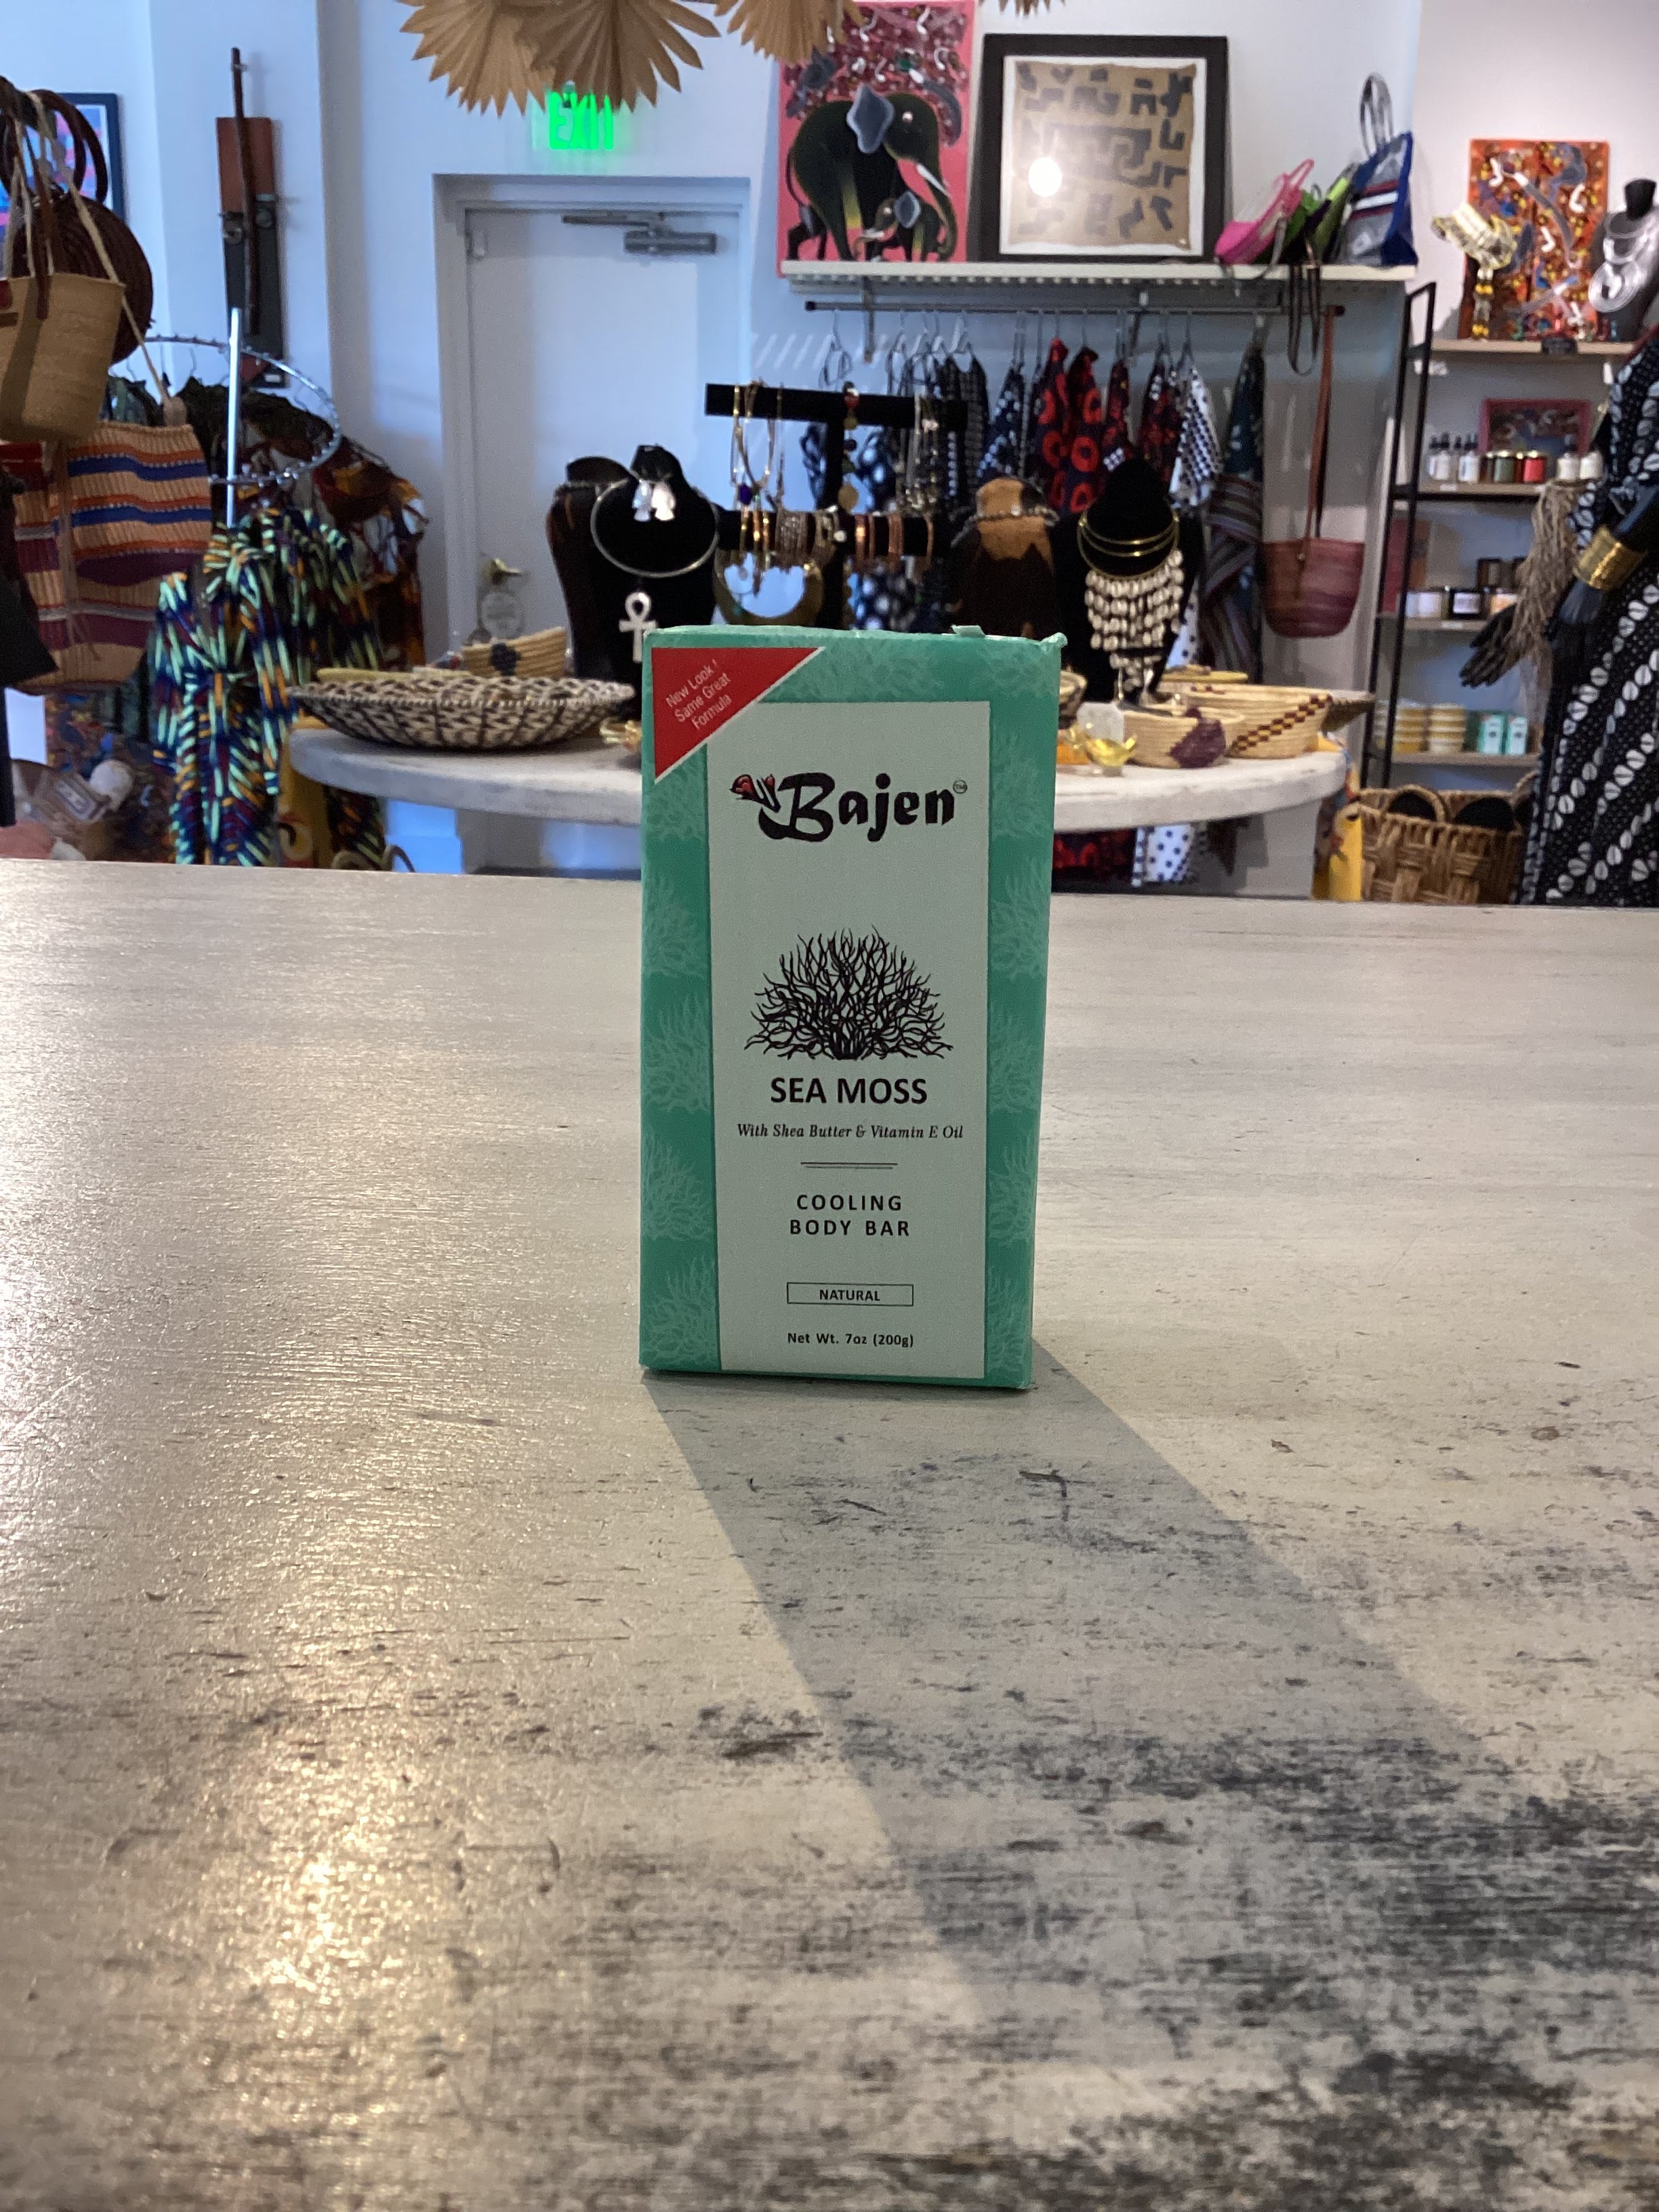 EXIT
New Look !
Same Great
Formula
Bajen™
SEA MOSS
With Shea Butter & Vitamin E Oil
COOLING
BODY BAR
NATURAL
Net Wt. 7oz (200g)